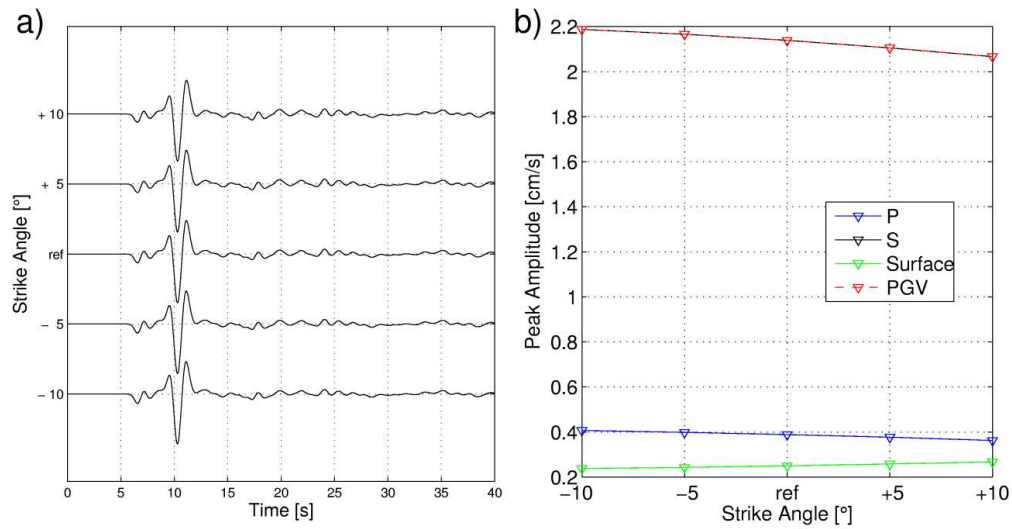 a)
Strike Angle [°]
+ 10
+ 5
ref
− 5
− 10
0 5 10 15 20 25 30 35 40
Time [s]
b)
Peak Amplitude [cm/s]
2.2
2
1.8
1.6
1.4
1.2
1
0.8
0.6
0.4
0.2
P
S
Surface
PGV
−10 −5 ref +5 +10
Strike Angle [°]